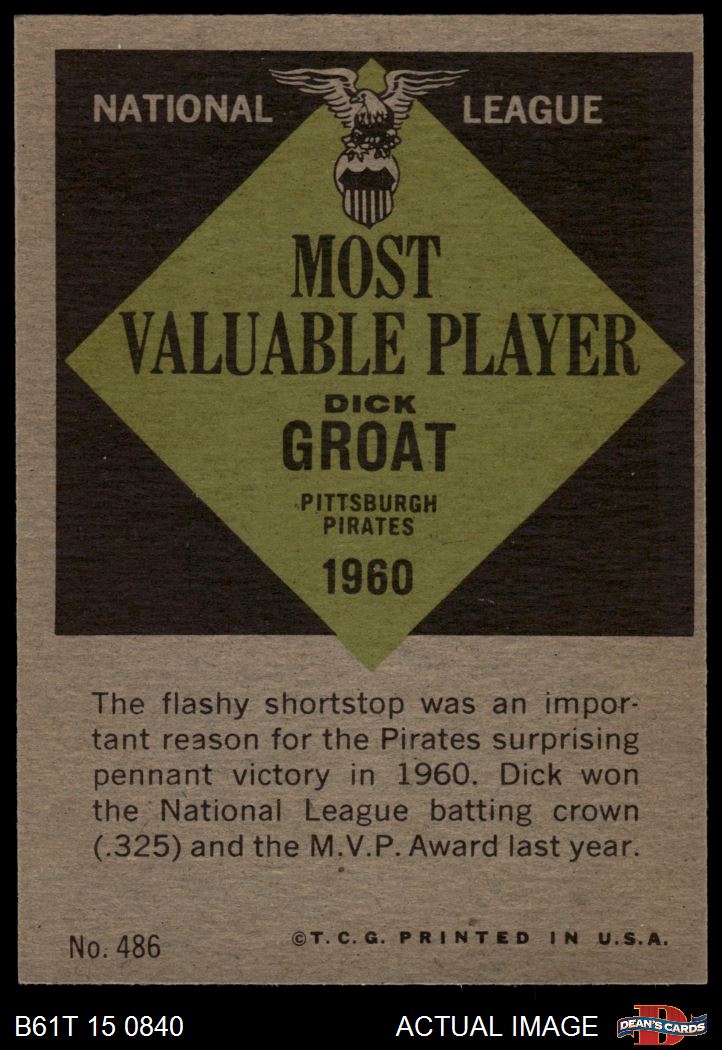 NATIONAL LEAGUE
MOST
VALUABLE PLAYER
DICK
GROAT
PITTSBURGH
PIRATES
1960
The flashy shortstop was an impor-
tant reason for the Pirates surprising
pennant victory in 1960. Dick won
the National League batting crown
(.325) and the M.V.P. Award last year.
No. 486 ©T. C. G. PRINTED IN U.S.A.
B61T 15 0840 ACTUAL IMAGE D DEAN'S CARDS